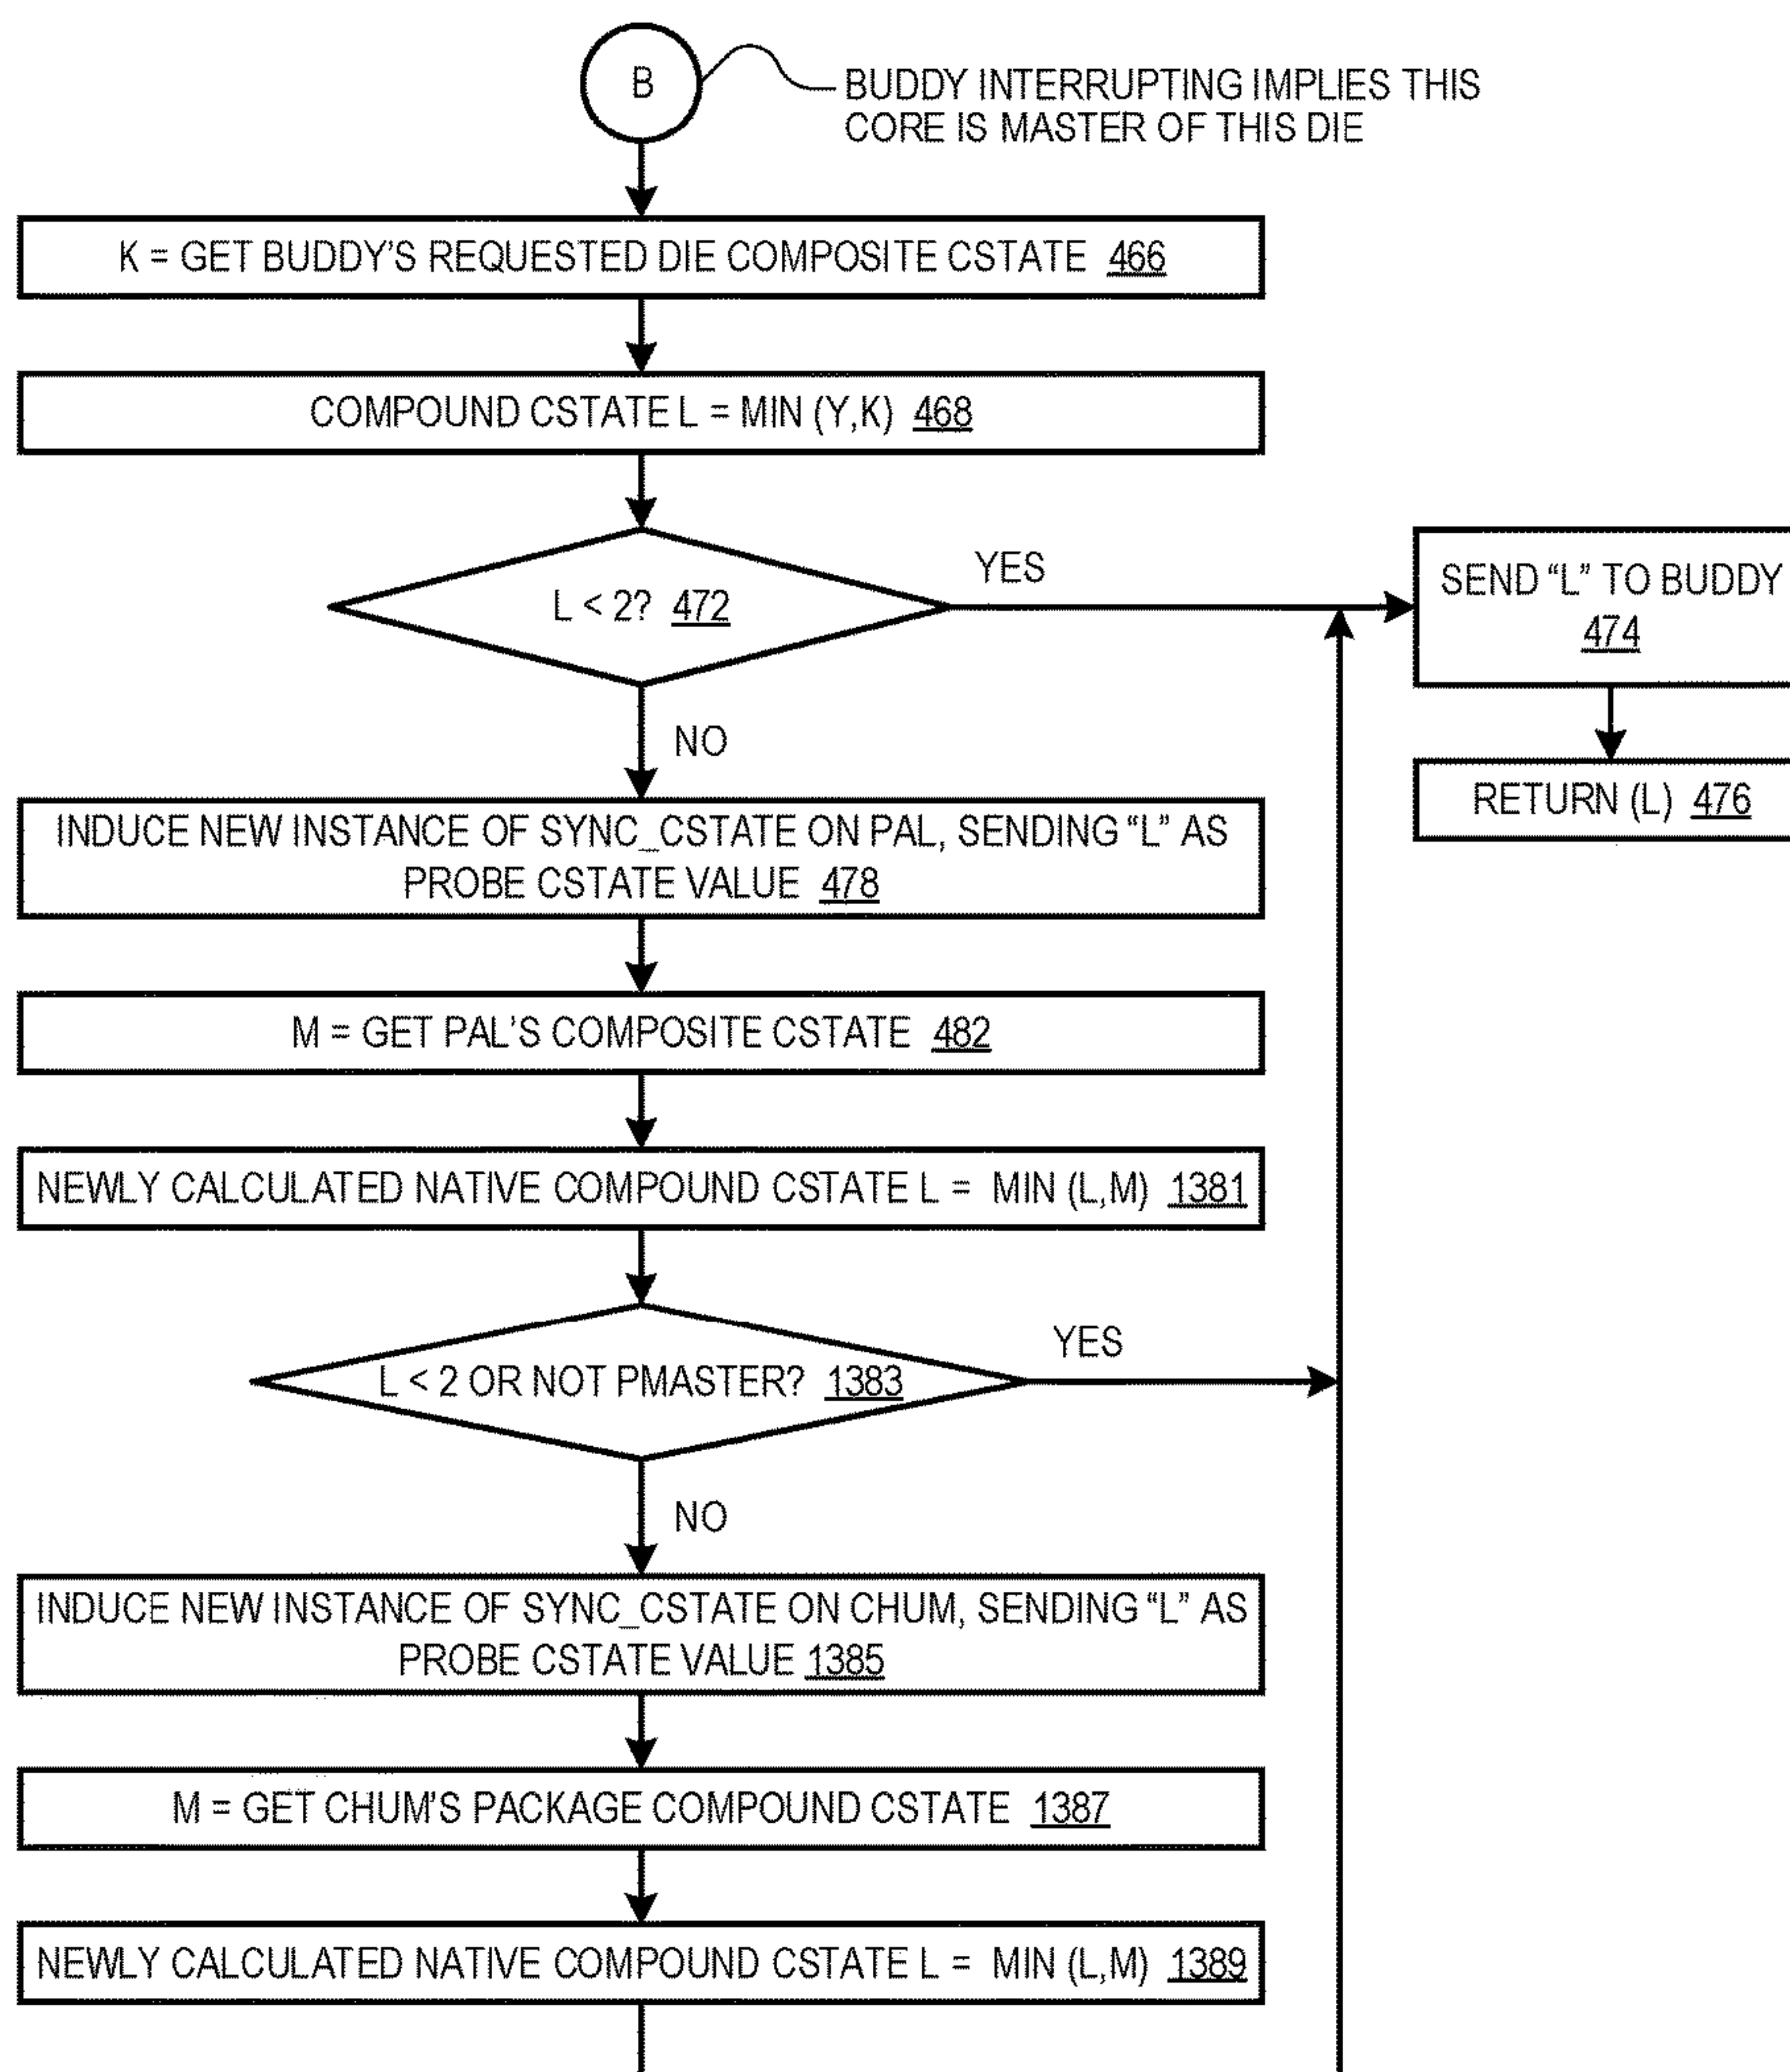 B
BUDDY INTERRUPTING IMPLIES THIS
CORE IS MASTER OF THIS DIE
K = GET BUDDY'S REQUESTED DIE COMPOSITE CSTATE 466
COMPOUND CSTATE L = MIN (Y,K) 468
L < 2? 472
YES
SEND “L” TO BUDDY
474
RETURN (L) 476
NO
INDUCE NEW INSTANCE OF SYNC_CSTATE ON PAL, SENDING “L” AS
PROBE CSTATE VALUE 478
M = GET PAL'S COMPOSITE CSTATE 482
NEWLY CALCULATED NATIVE COMPOUND CSTATE L = MIN (L,M) 1381
L < 2 OR NOT PMASTER? 1383
YES
NO
INDUCE NEW INSTANCE OF SYNC_CSTATE ON CHUM, SENDING “L” AS
PROBE CSTATE VALUE 1385
M = GET CHUM'S PACKAGE COMPOUND CSTATE 1387
NEWLY CALCULATED NATIVE COMPOUND CSTATE L = MIN (L,M) 1389